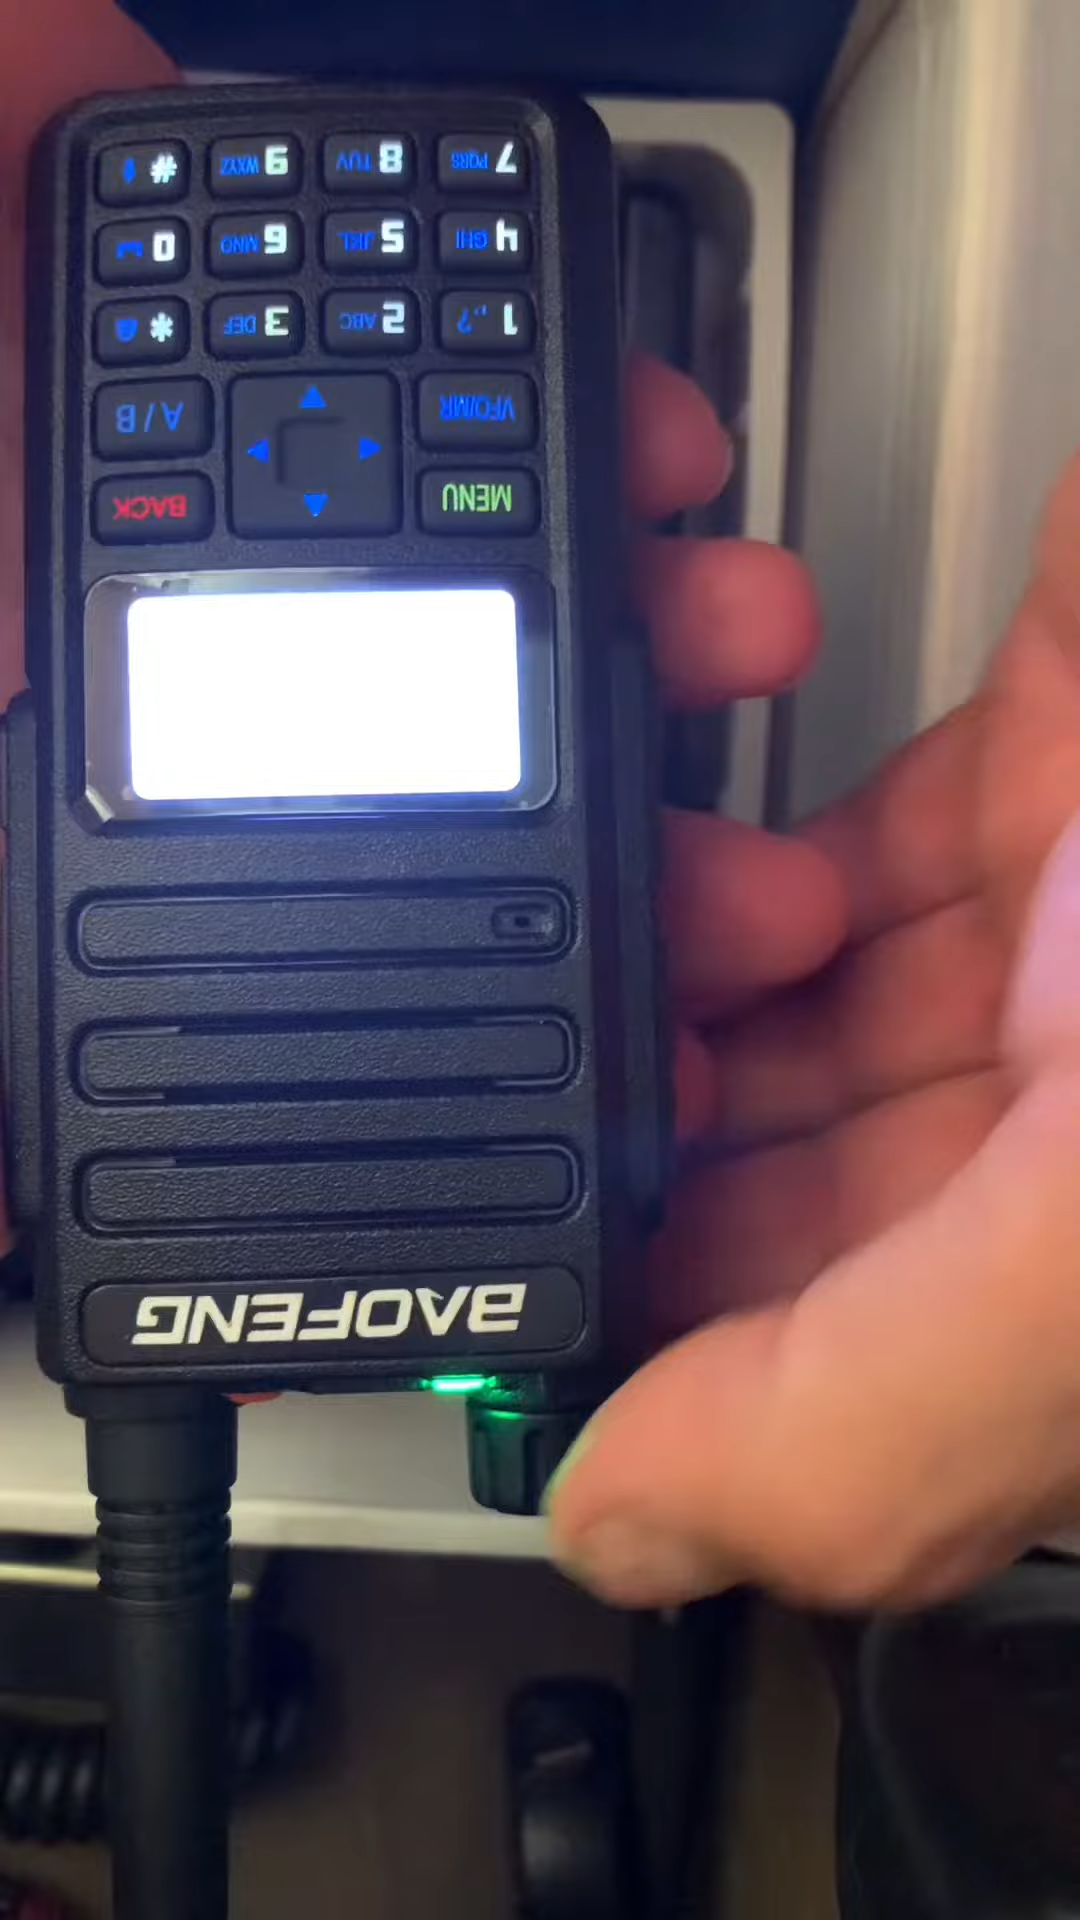 BAOFENG
MENU BACK
VFO/MR A/B
1 .,? 2 ABC 3 DEF *
4 GHI 5 JKL 6 MNO 0
7 PQRS 8 TUV 9 WXYZ #